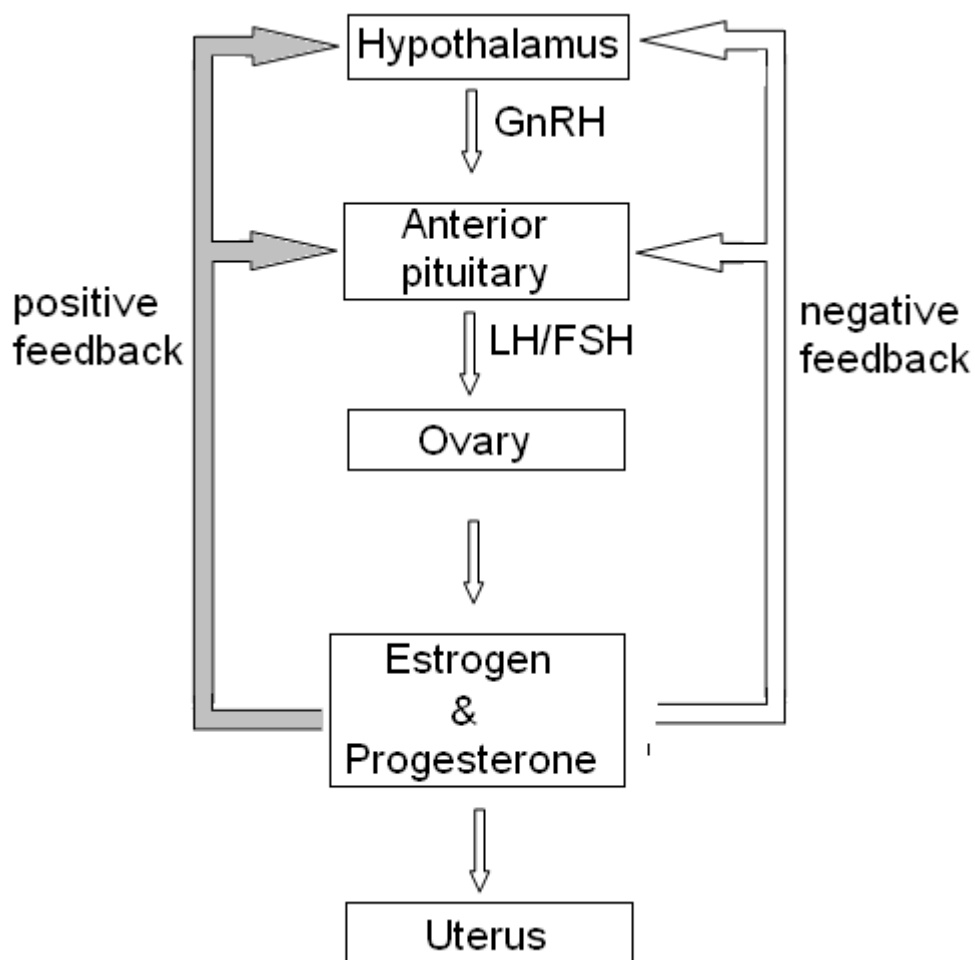 Hypothalamus
GnRH
Anterior
pituitary
positive
feedback
negative
feedback
LH/FSH
Ovary
Estrogen
&
Progesterone
Uterus